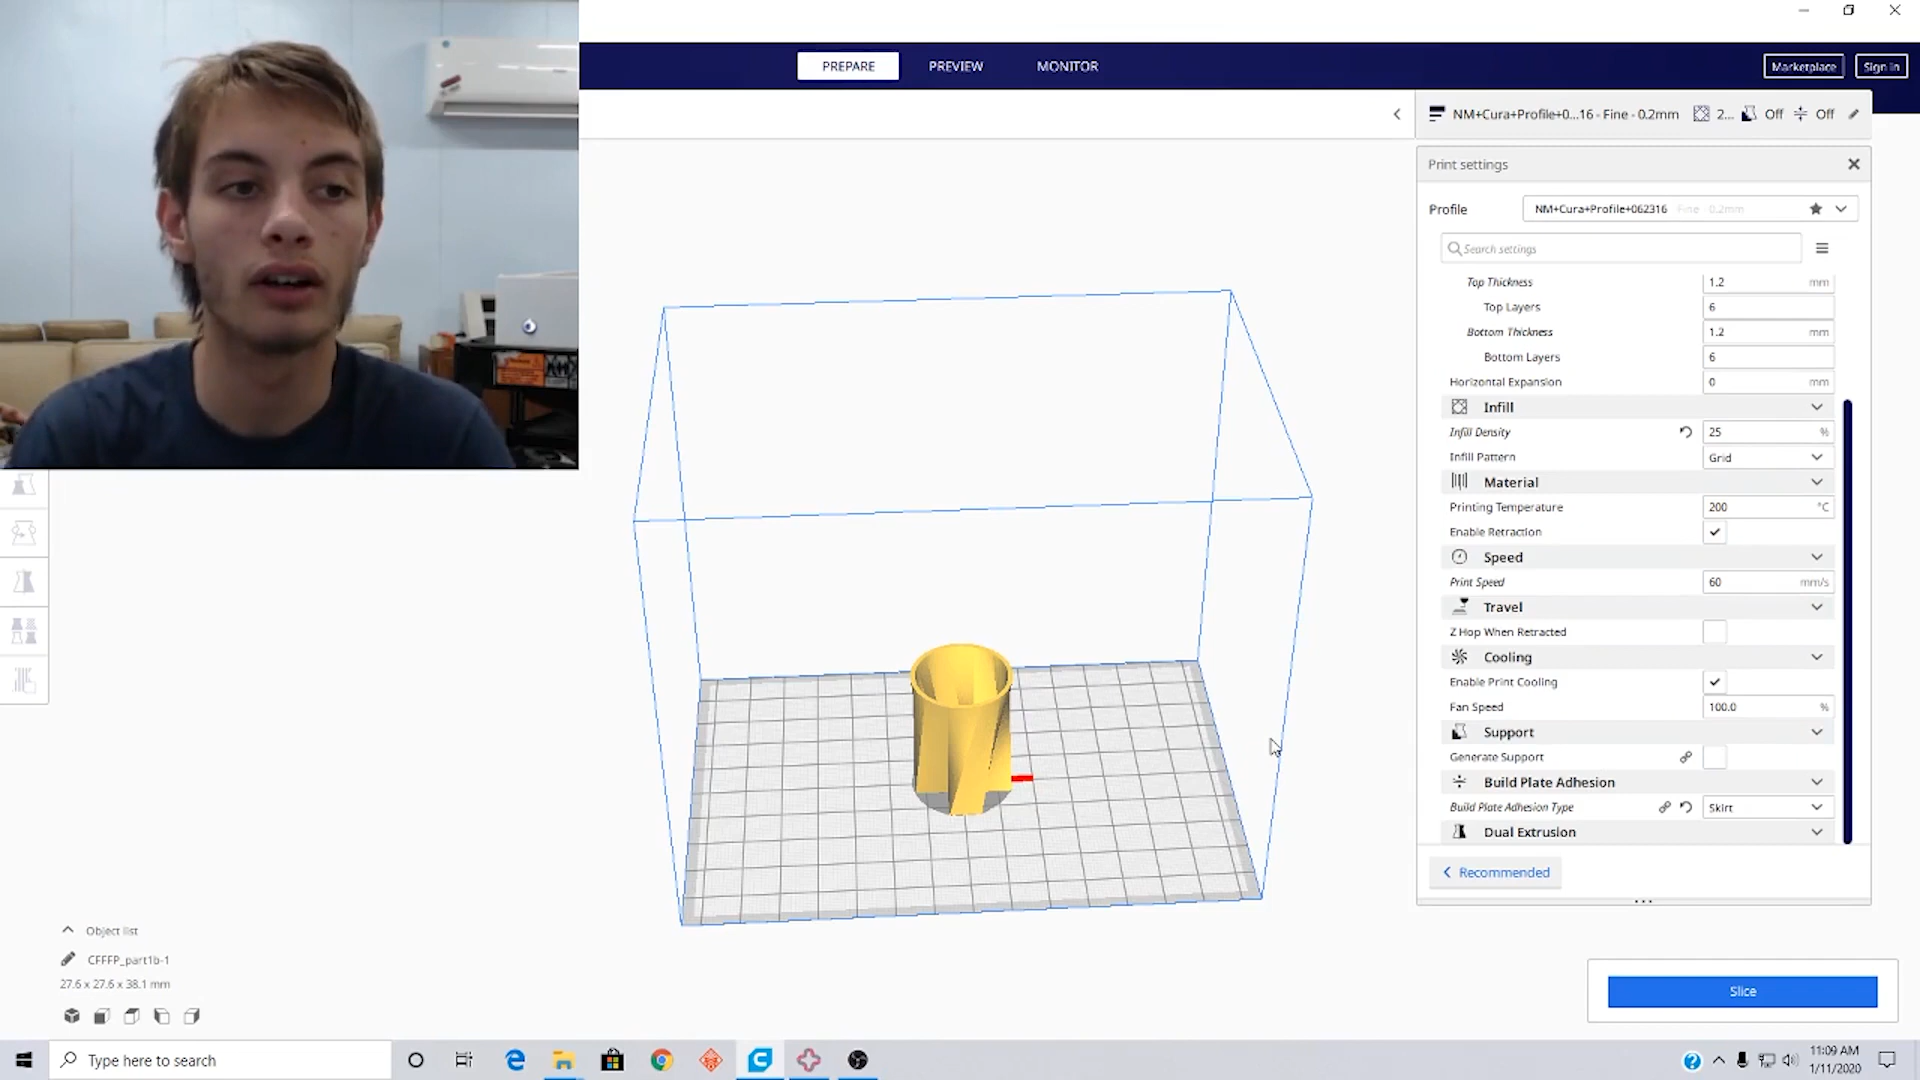 PREPARE PREVIEW MONITOR Marketplace Sign in
NM+Cura+Profile+0...16 - Fine - 0.2mm 2... Off Off
Print settings
Profile NM+Cura+Profile+062316 Fine - 0.2mm
Search settings
Top Thickness 1.2 mm
Top Layers 6
Bottom Thickness 1.2 mm
Bottom Layers 6
Horizontal Expansion 0 mm
Infill
Infill Density 25 %
Infill Pattern Grid
Material
Printing Temperature 200 °C
Enable Retraction
Speed
Print Speed 60 mm/s
Travel
Z Hop When Retracted
Cooling
Enable Print Cooling
Fan Speed 100.0 %
Support
Generate Support
Build Plate Adhesion
Build Plate Adhesion Type Skirt
Dual Extrusion
Recommended
Object list
CFFFP_part1b-1
27.6 x 27.6 x 38.1 mm
Slice
Type here to search
11:09 AM
1/11/2020